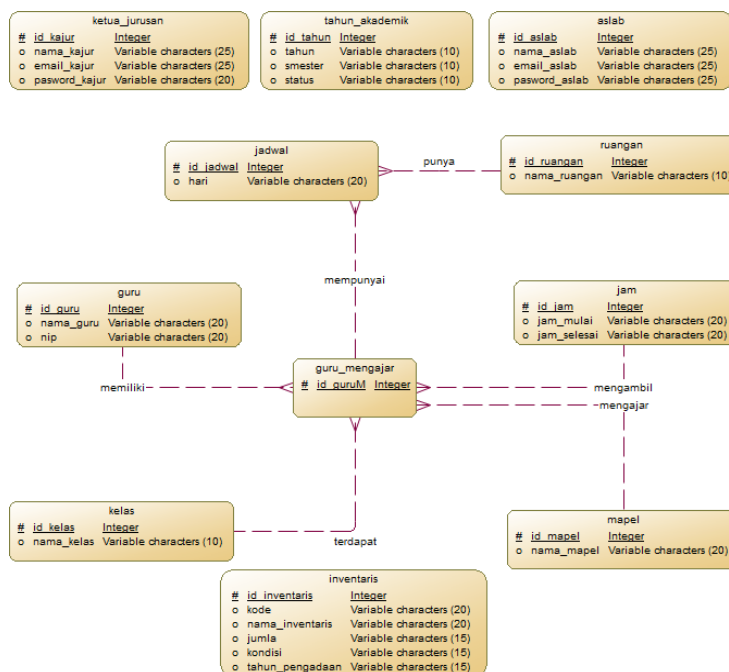 ketua_jurusan
# id_kajur Integer
o nama_kajur Variable characters (25)
o email_kajur Variable characters (25)
o pasword_kajur Variable characters (20)
tahun_akademik
# id_tahun Integer
o tahun Variable characters (10)
o smester Variable characters (10)
o status Variable characters (10)
aslab
# id_aslab Integer
o nama_aslab Variable characters (25)
o email_aslab Variable characters (25)
o pasword_aslab Variable characters (25)
jadwal
# id_jadwal Integer
o hari Variable characters (20)
punya
ruangan
# id_ruangan Integer
o nama_ruangan Variable characters (10)
mempunyai
guru
# id_guru Integer
o nama_guru Variable characters (20)
o nip Variable characters (20)
jam
# id_jam Integer
o jam_mulai Variable characters (20)
o jam_selesai Variable characters (20)
guru_mengajar
# id_guruM Integer
memiliki
mengambil
mengajar
kelas
# id_kelas Integer
o nama_kelas Variable characters (10)
terdapat
mapel
# id_mapel Integer
o nama_mapel Variable characters (20)
inventaris
# id_inventaris Integer
o kode Variable characters (20)
o nama_inventaris Variable characters (20)
o jumla Variable characters (15)
o kondisi Variable characters (15)
o tahun_pengadaan Variable characters (15)